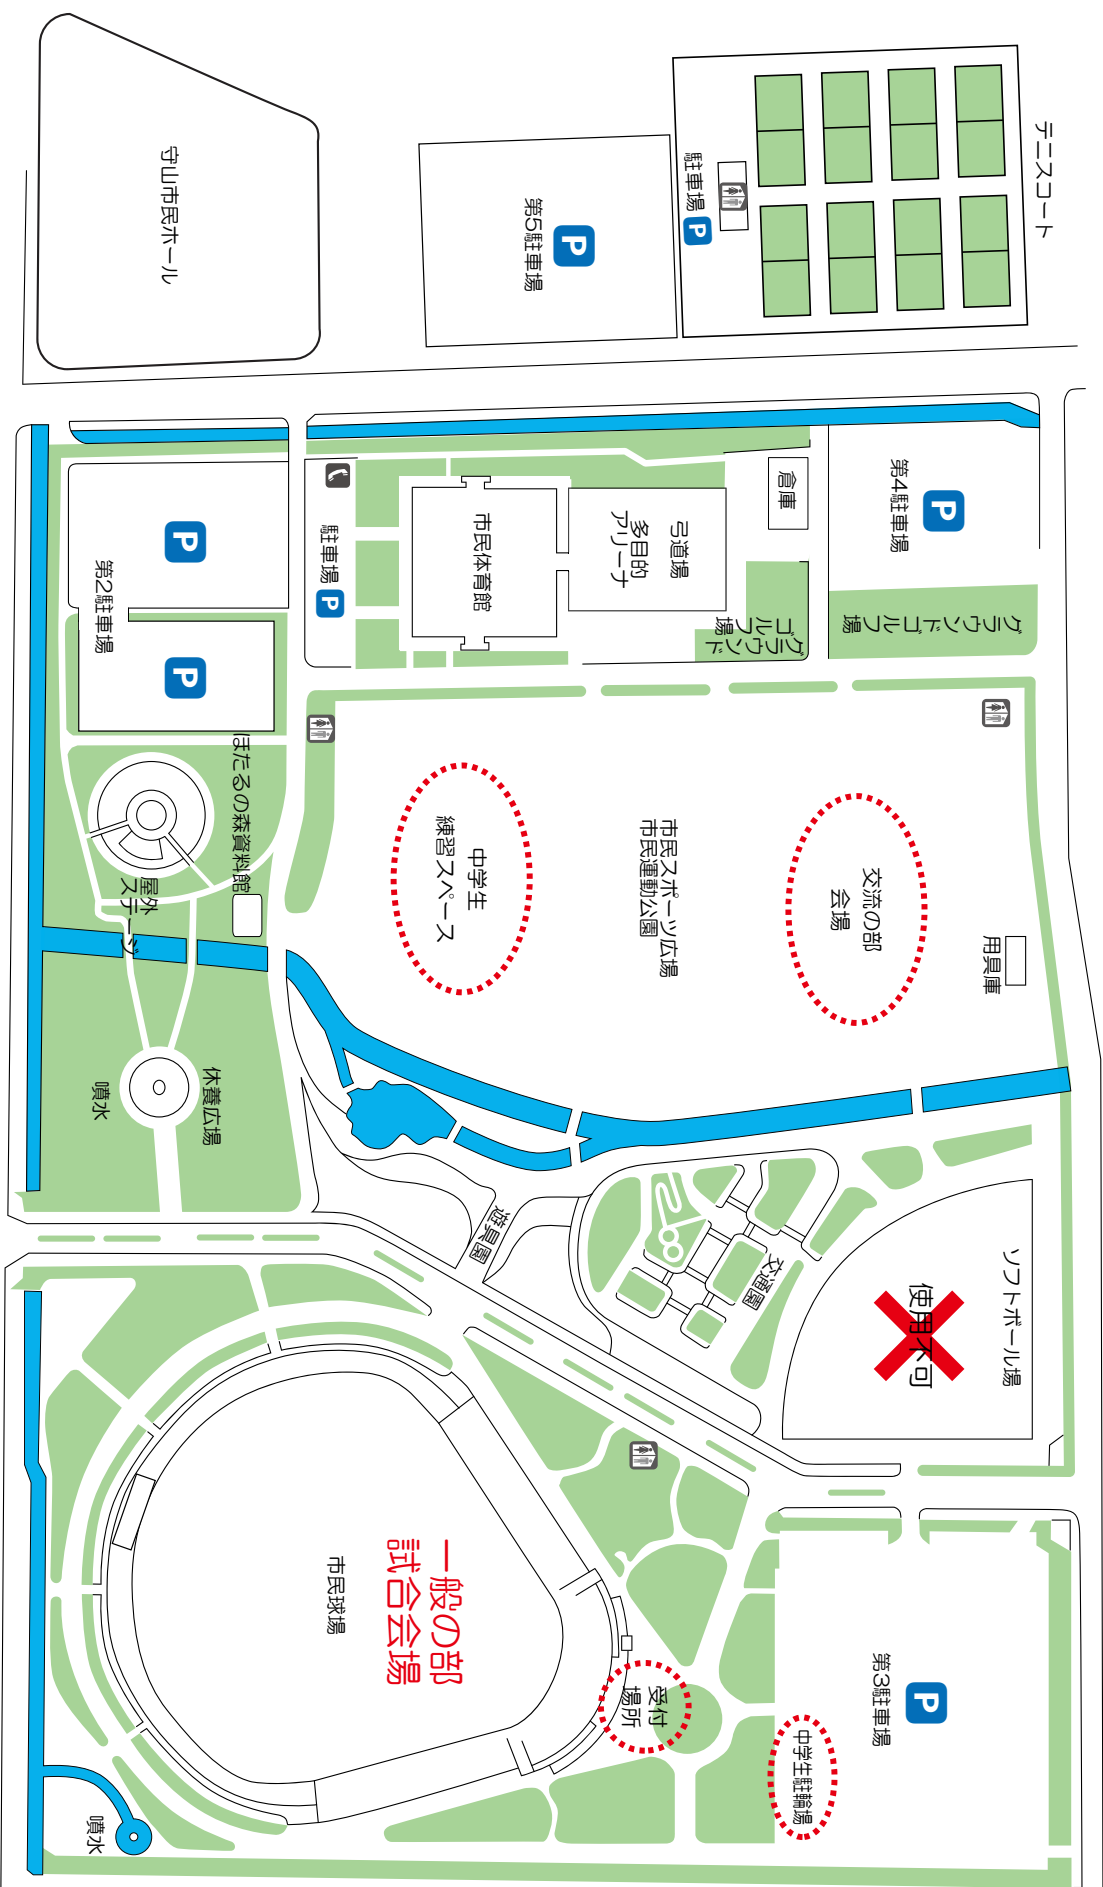 テニスコート
駐車場 P
P
第5駐車場
守山市民ホール
P
第4駐車場
グラウンドゴルフ場
倉庫
グラウンド
ゴルフ
場
弓道場
多目的
アリーナ
市民体育館
駐車場 P
P
第2駐車場
P
ほたるの森資料館
屋外
ステージ
休養広場
噴水
用具庫
交流の部
会場
市民スポーツ広場
市民運動公園
中学生
練習スペース
遊具園
交通園
ソフトボール場
使用不可
P
第3駐車場
中学生駐輪場
受付
場所
一般の部
試合会場
市民球場
噴水